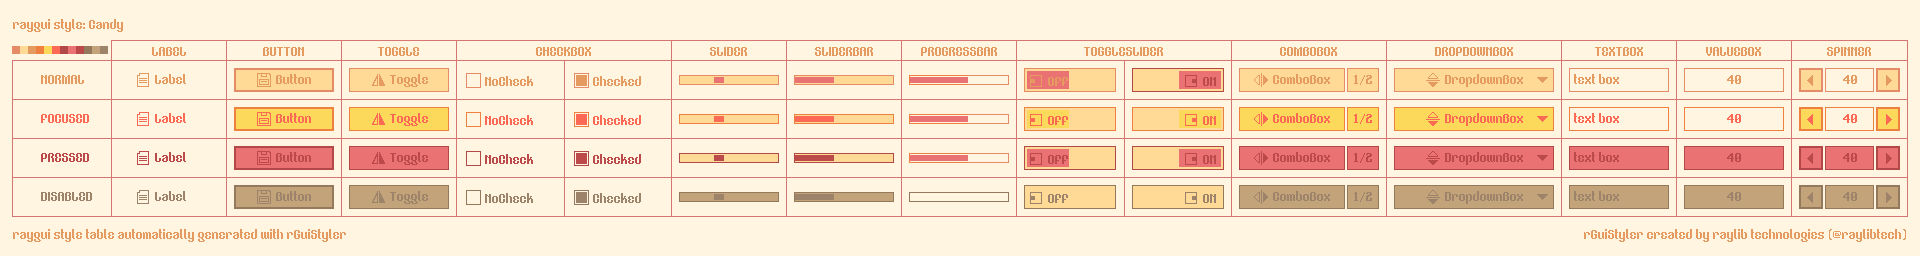 raygui style: Candy
LABEL BUTTON TOGGLE CHECKBOX SLIDER SLIDERBAR PROGRESSBAR TOGGLESLIDER COMBOBOX DROPDOWNBOX TEXTBOX VALUEBOX SPINNER
NORMAL Label Button Toggle NoCheck Checked Off ON ComboBox 1/2 DropdownBox text box 40 40
FOCUSED Label Button Toggle NoCheck Checked Off ON ComboBox 1/2 DropdownBox text box 40 40
PRESSED Label Button Toggle NoCheck Checked Off ON ComboBox 1/2 DropdownBox text box 40 40
DISABLED Label Button Toggle NoCheck Checked Off ON ComboBox 1/2 DropdownBox text box 40 40
raygui style table automatically generated with rGuiStyler
rGuiStyler created by raylib technologies (@raylibtech)